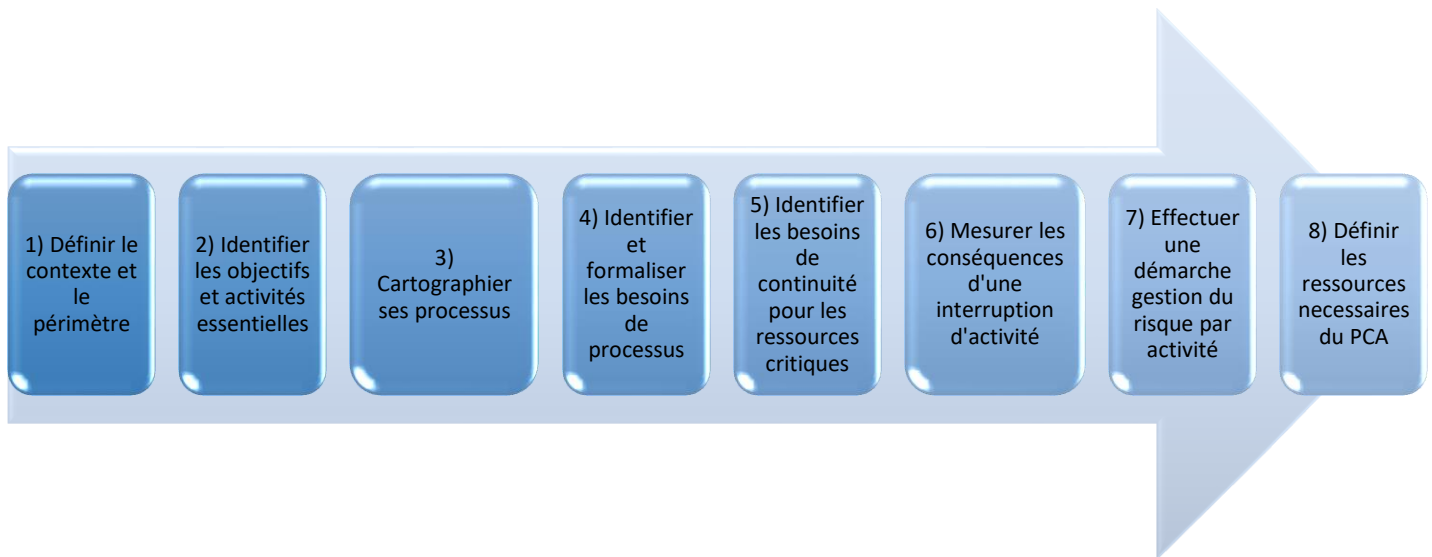 1) Définir le
contexte et
le
périmètre
2) Identifier
les objectifs
et activités
essentielles
3)
Cartographier
ses processus
4) Identifier
et
formaliser
les besoins
de
processus
5) Identifier
les besoins
de
continuité
pour les
ressources
critiques
6) Mesurer les
conséquences
d'une
interruption
d'activité
7) Effectuer
une
démarche
gestion du
risque par
activité
8) Définir
les
ressources
necessaires
du PCA